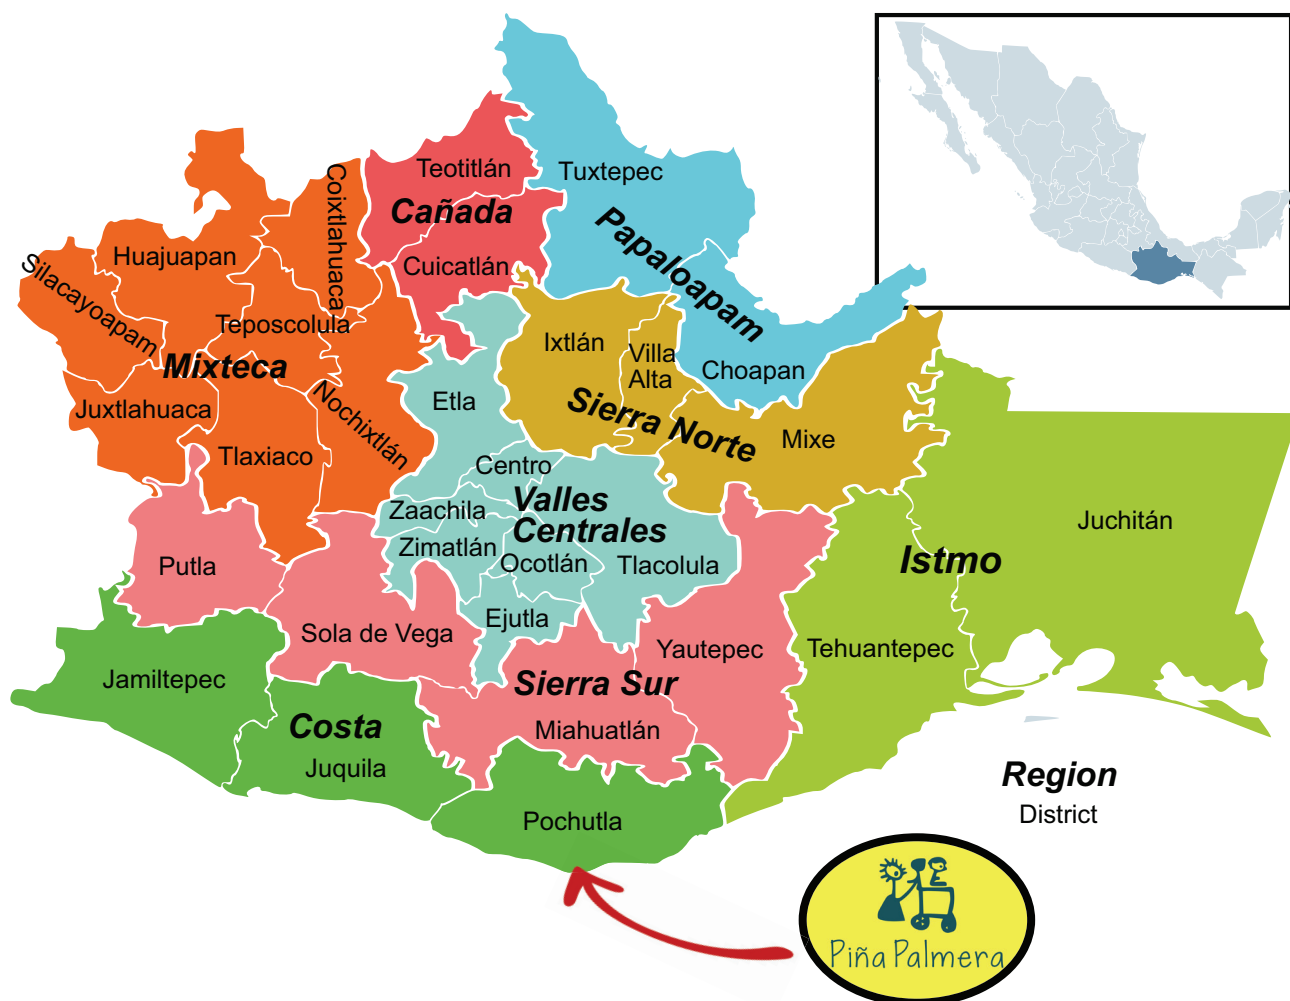 Teotitlán
Cañada
Cuicatlán
Tuxtepec
Papaloapam
Choapan
Coixtlahuaca
Huajuapan
Silacayoapam
Teposcolula
Mixteca
Juxtlahuaca
Nochixtlán
Tlaxiaco
Ixtlán
Villa
Alta
Sierra Norte
Mixe
Etla
Centro
Valles
Centrales
Zaachila
Zimatlán
Ocotlán
Tlacolula
Ejutla
Putla
Sola de Vega
Yautepec
Sierra Sur
Miahuatlán
Juchitán
Istmo
Tehuantepec
Jamiltepec
Costa
Juquila
Pochutla
Region
District
Piña Palmera